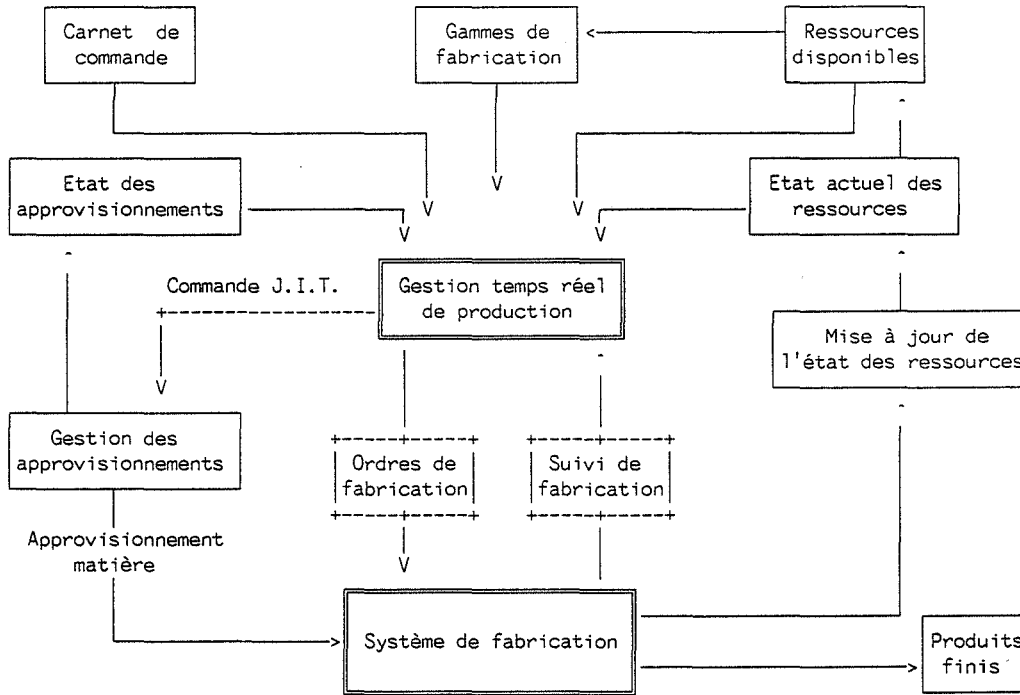 Carnet de
commande
Gammes de
fabrication
Ressources
disponibles
Etat des
approvisionnements
Etat actuel des
ressources
Commande J.I.T.
Gestion temps réel
de production
Mise à jour de
l'état des ressources
Gestion des
approvisionnements
Ordres de
fabrication
Suivi de
fabrication
Approvisionnement
matière
Système de fabrication
Produits
finis